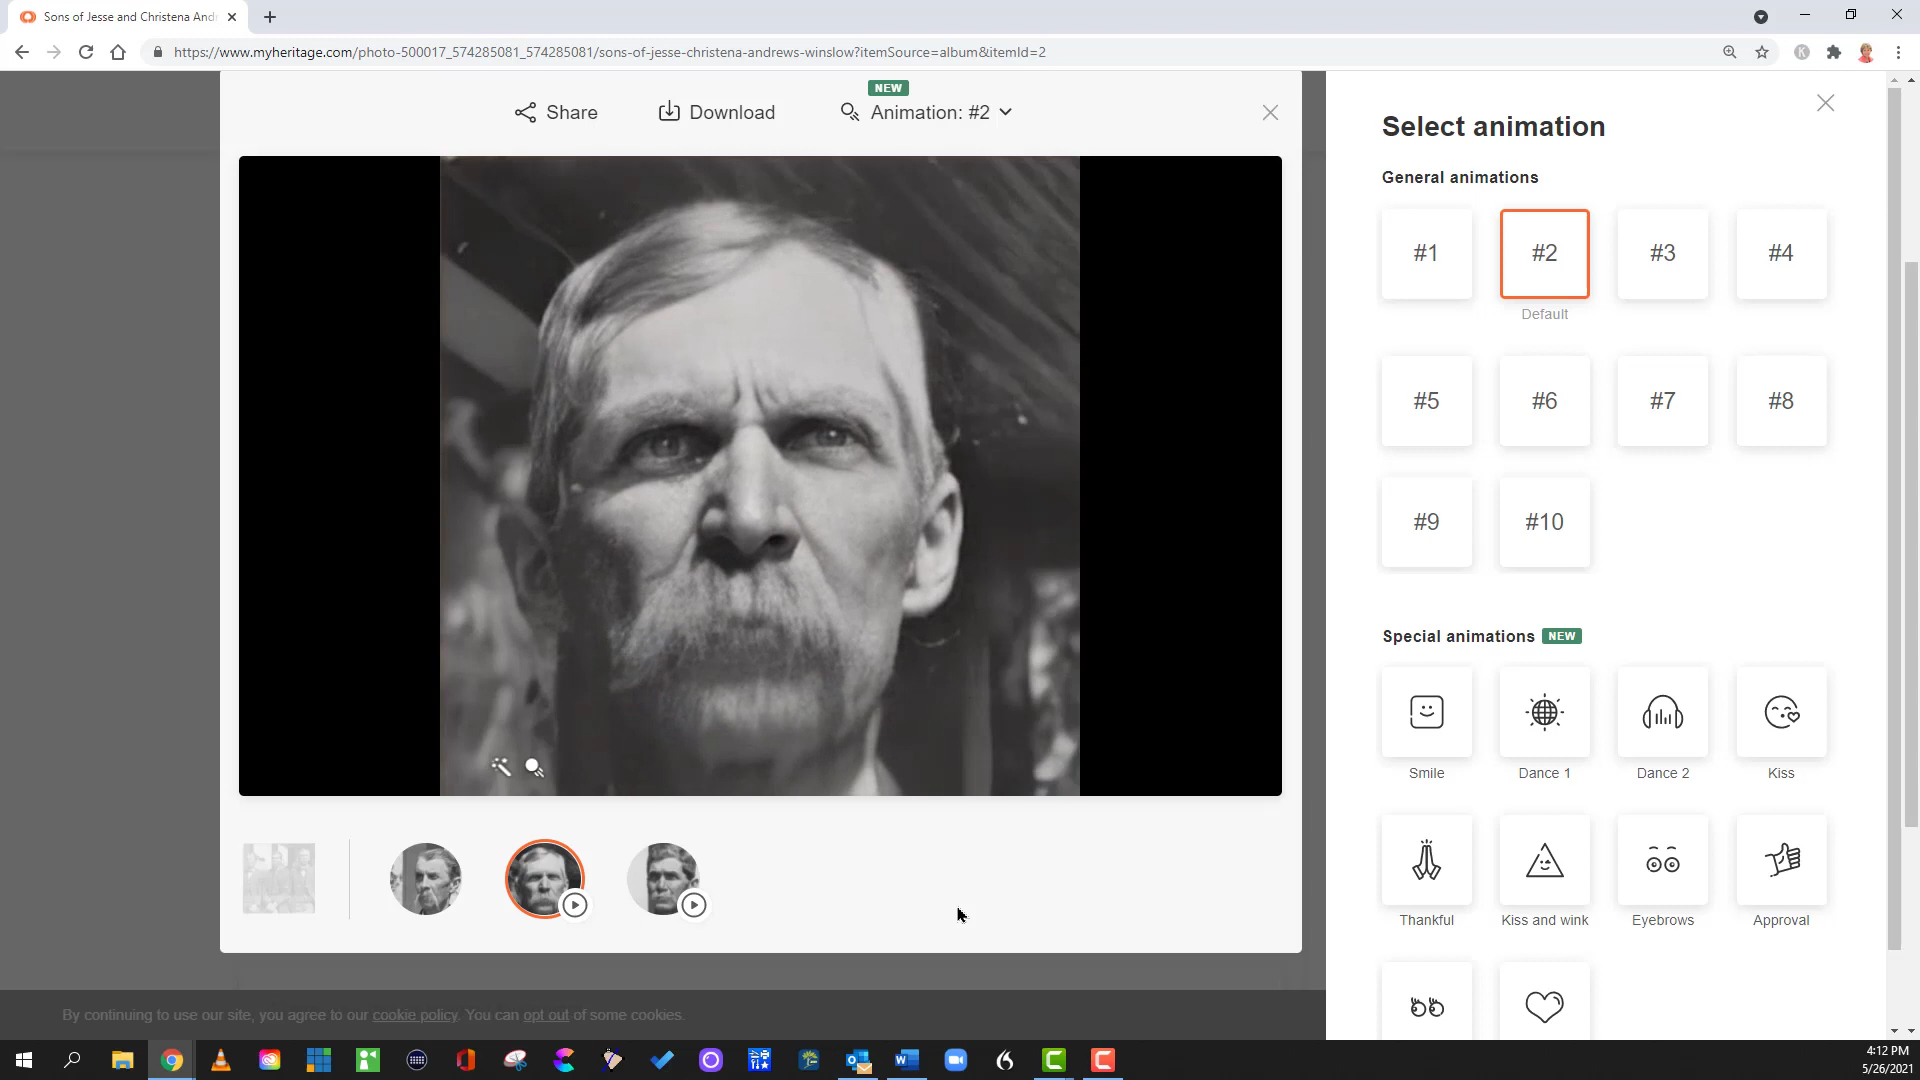 Sons of Jesse and Christena Andr
https://www.myheritage.com/photo-500017_574285081_574285081/sons-of-jesse-christena-andrews-winslow?itemSource=album&itemId=2
K
NEW
Share
Download
Animation: #2
Select animation
General animations
#1
#2
#3
#4
Default
#5
#6
#7
#8
#9
#10
Special animations NEW
Smile
Dance 1
Dance 2
Kiss
Thankful
Kiss and wink
Eyebrows
Approval
By continuing to use our site, you agree to our cookie policy. You can opt out of some cookies.
4:12 PM
5/26/2021